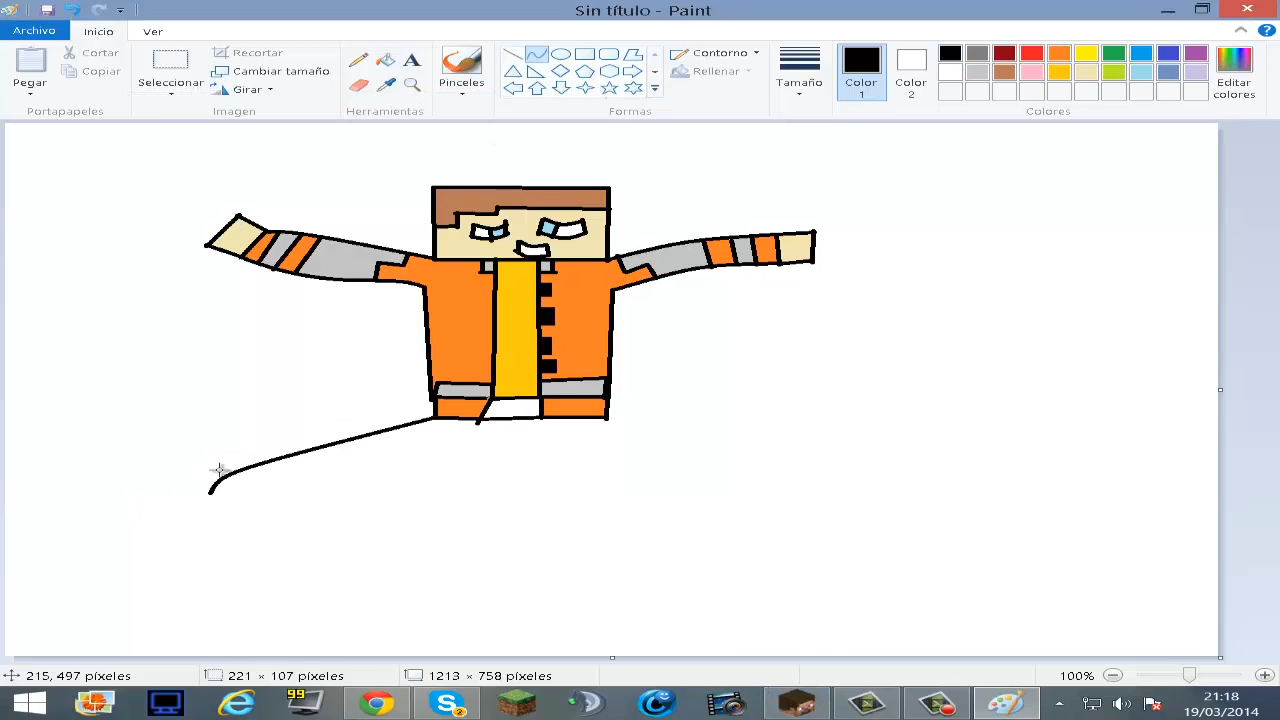 Sin título - Paint
Archivo Inicio Ver
Pegar
Cortar
Copiar
Portapapeles
Seleccionar
Recortar
Cambiar tamaño
Girar
Imagen
A
Herramientas
Pinceles
Contorno
Rellenar
Formas
Tamaño
Color
1
Color
2
Editar
colores
Colores
215, 497 píxeles 221 × 107 píxeles 1213 × 758 píxeles 100%
99
2
21:18
19/03/2014